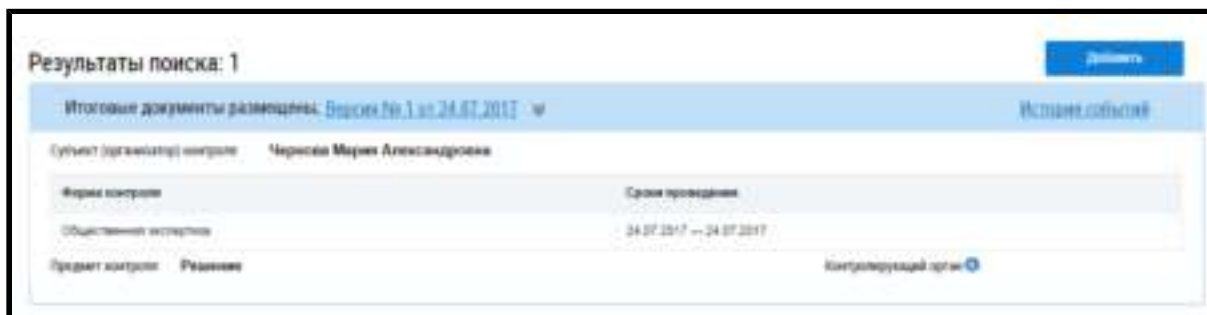 Результаты поиска: 1
Добавить
Итоговые документы размещены. Версия № 1 от 24.07.2017
История событий
Субъект (организатор) контроля Чернова Мария Александровна
Форма контроля Сроки проведения
Общественная экспертиза 24.07.2017 — 24.07.2017
Предмет контроля Решение Контролирующий орган